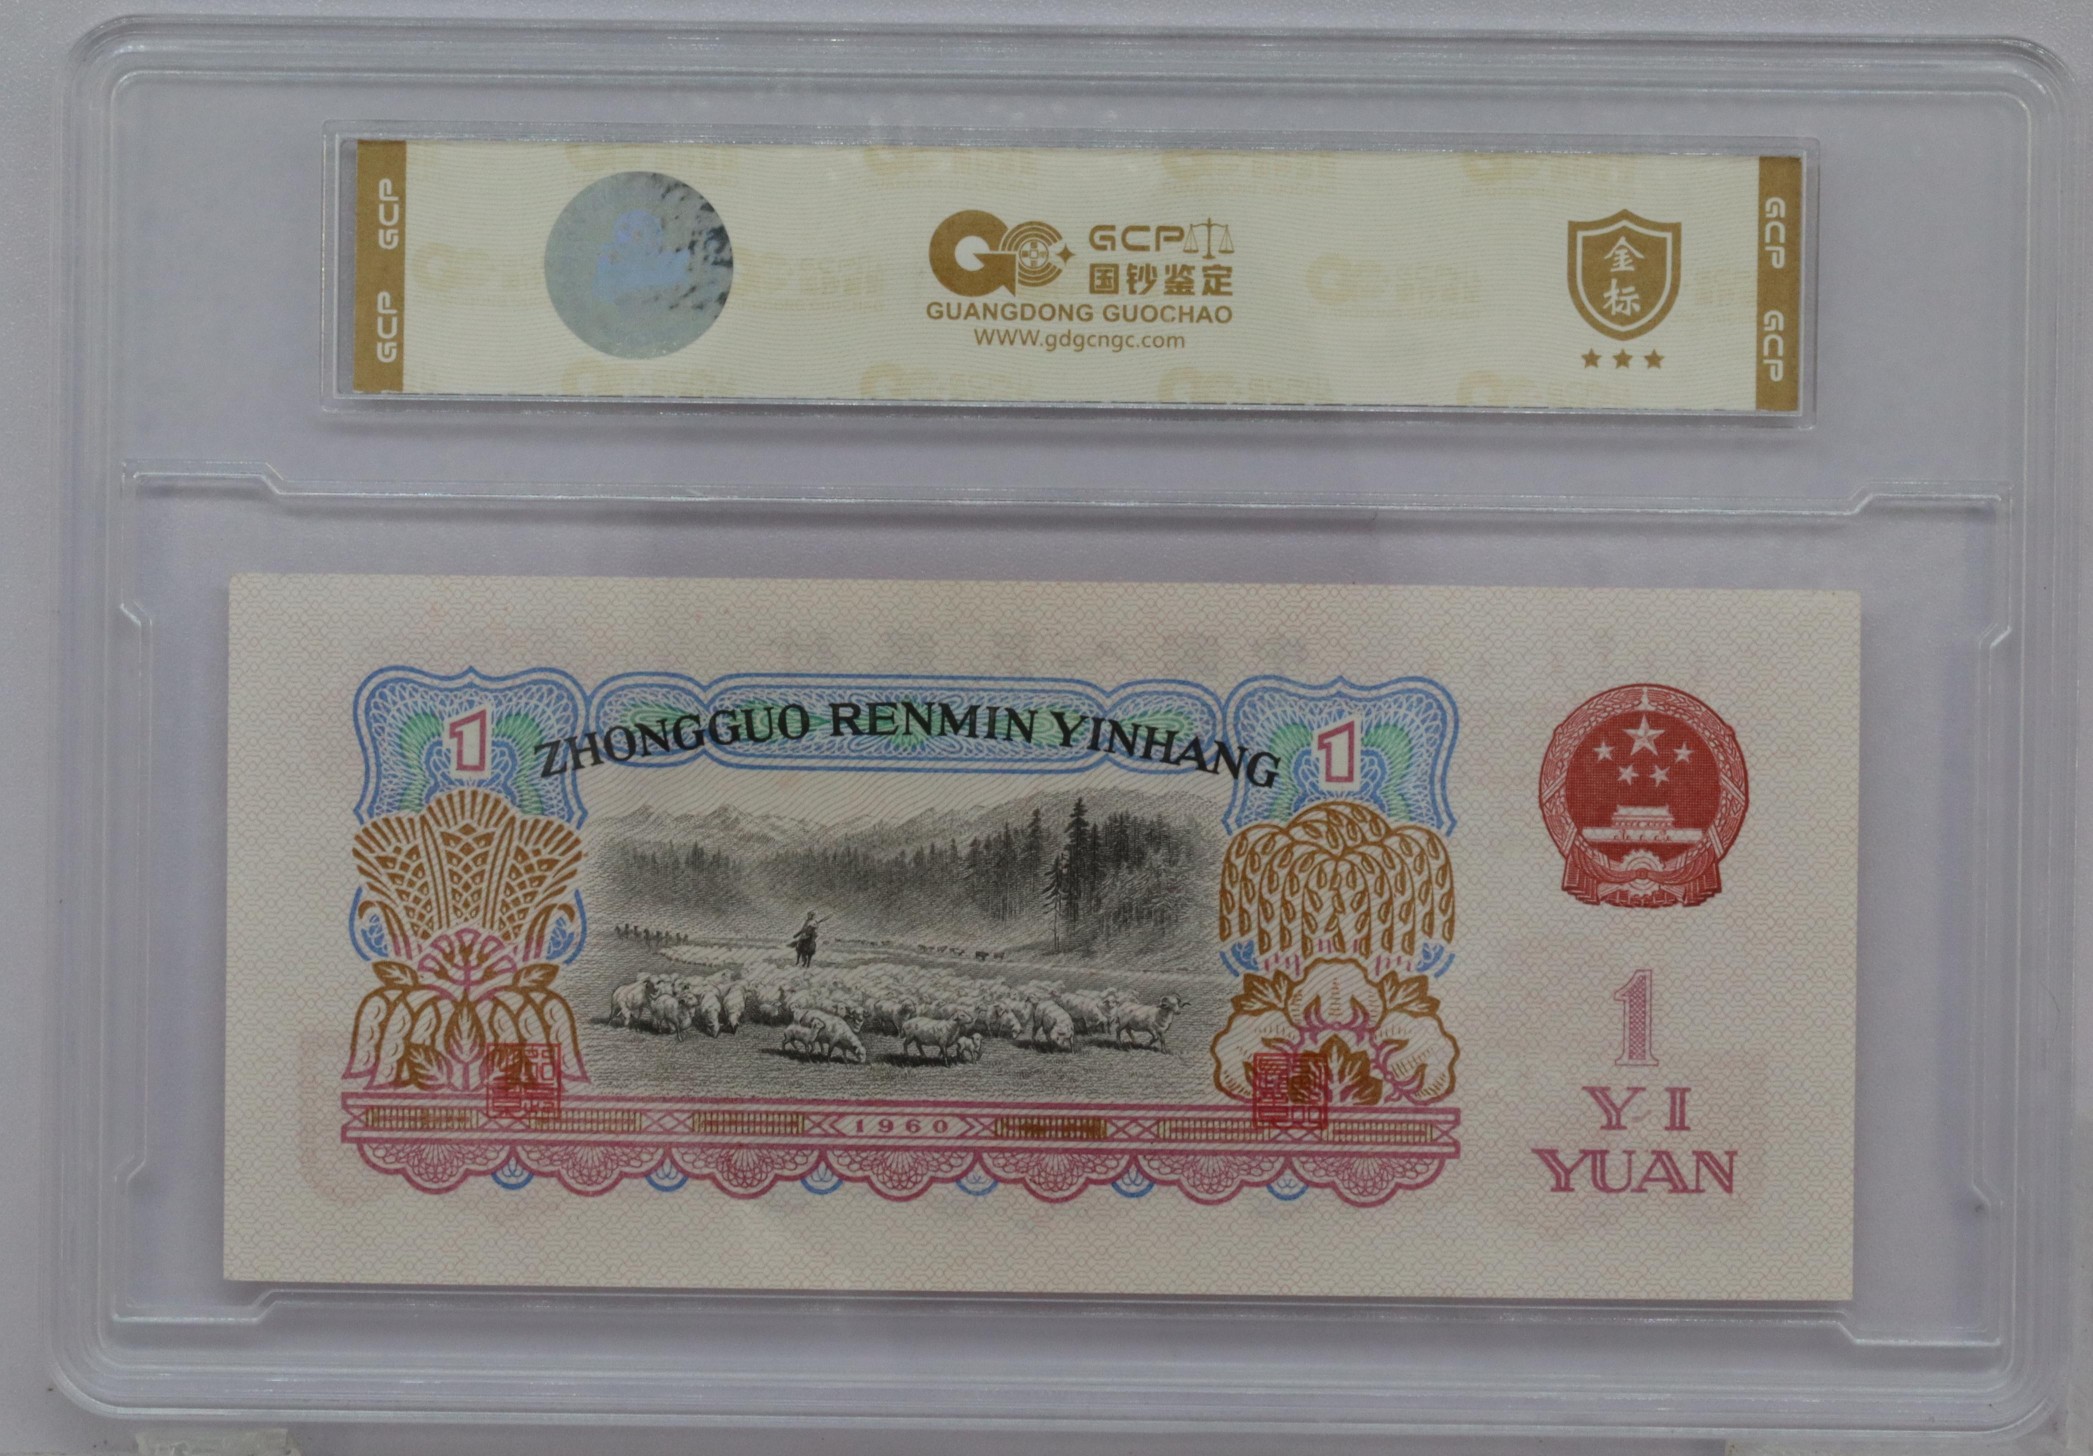 GCP GCP
GCP
国钞鉴定
GUANGDONG GUOCHAO
WWW.gdgcngc.com
金标
GCP GCP
1 ZHONGGUO RENMIN YINHANG 1
1960
1
YI
YUAN